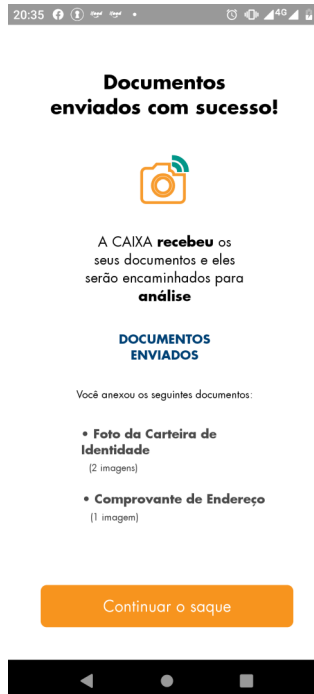 20:35
4G
Documentos
enviados com sucesso!
A CAIXA recebeu os
seus documentos e eles
serão encaminhados para
análise
DOCUMENTOS
ENVIADOS
Você anexou os seguintes documentos:
• Foto da Carteira de
Identidade
(2 imagens)
• Comprovante de Endereço
(1 imagem)
Continuar o saque